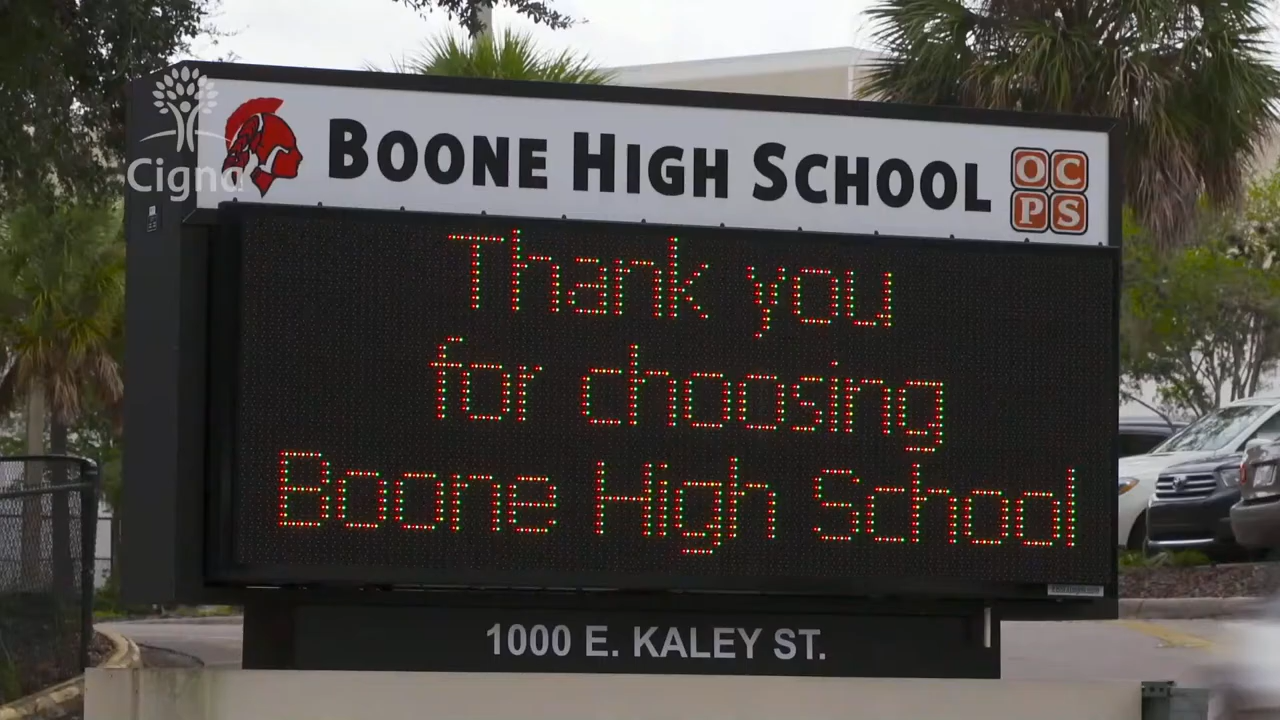 Cigna
BOONE HIGH SCHOOL
OC
PS
Thank you
for choosing
Boone High School
1000 E. KALEY ST.